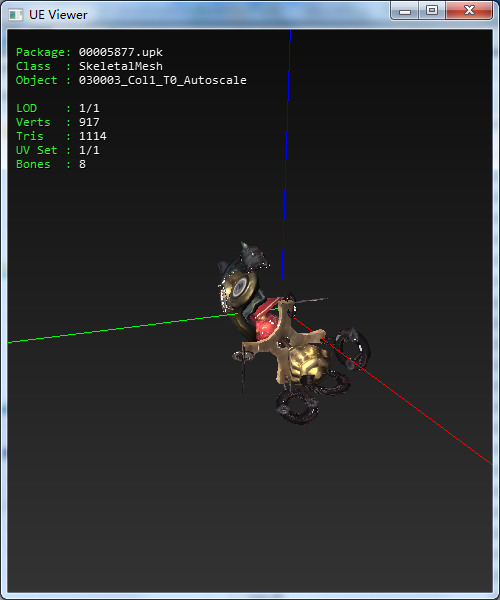 UE Viewer
Package: 00005877.upk
Class : SkeletalMesh
Object : 030003_Col1_T0_Autoscale
LOD : 1/1
Verts : 917
Tris : 1114
UV Set : 1/1
Bones : 8